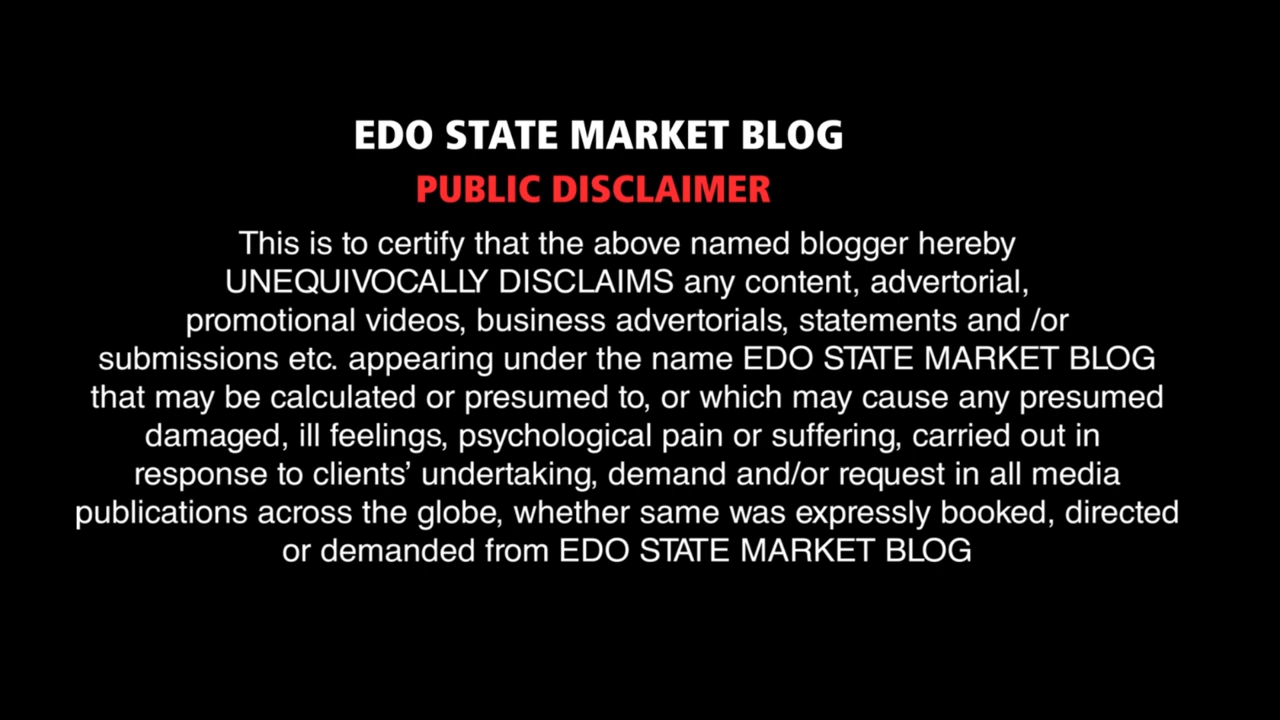 EDO STATE MARKET BLOG
PUBLIC DISCLAIMER
This is to certify that the above named blogger hereby
UNEQUIVOCALLY DISCLAIMS any content, advertorial,
promotional videos, business advertorials, statements and /or
submissions etc. appearing under the name EDO STATE MARKET BLOG
that may be calculated or presumed to, or which may cause any presumed
damaged, ill feelings, psychological pain or suffering, carried out in
response to clients’ undertaking, demand and/or request in all media
publications across the globe, whether same was expressly booked, directed
or demanded from EDO STATE MARKET BLOG